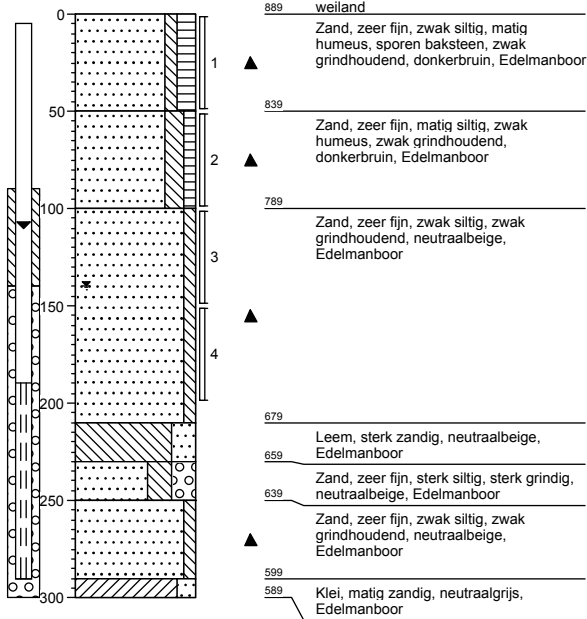 0
50
100
150
200
250
300
1
2
3
4
889 weiland
Zand, zeer fijn, zwak siltig, matig
humeus, sporen baksteen, zwak
grindhoudend, donkerbruin, Edelmanboor
839
Zand, zeer fijn, matig siltig, zwak
humeus, zwak grindhoudend,
donkerbruin, Edelmanboor
789
Zand, zeer fijn, zwak siltig, zwak
grindhoudend, neutraalbeige,
Edelmanboor
679
Leem, sterk zandig, neutraalbeige,
Edelmanboor
659
Zand, zeer fijn, sterk siltig, sterk grindig,
neutraalbeige, Edelmanboor
639
Zand, zeer fijn, zwak siltig, zwak
grindhoudend, neutraalbeige,
Edelmanboor
599
589
Klei, matig zandig, neutraalgrijs,
Edelmanboor